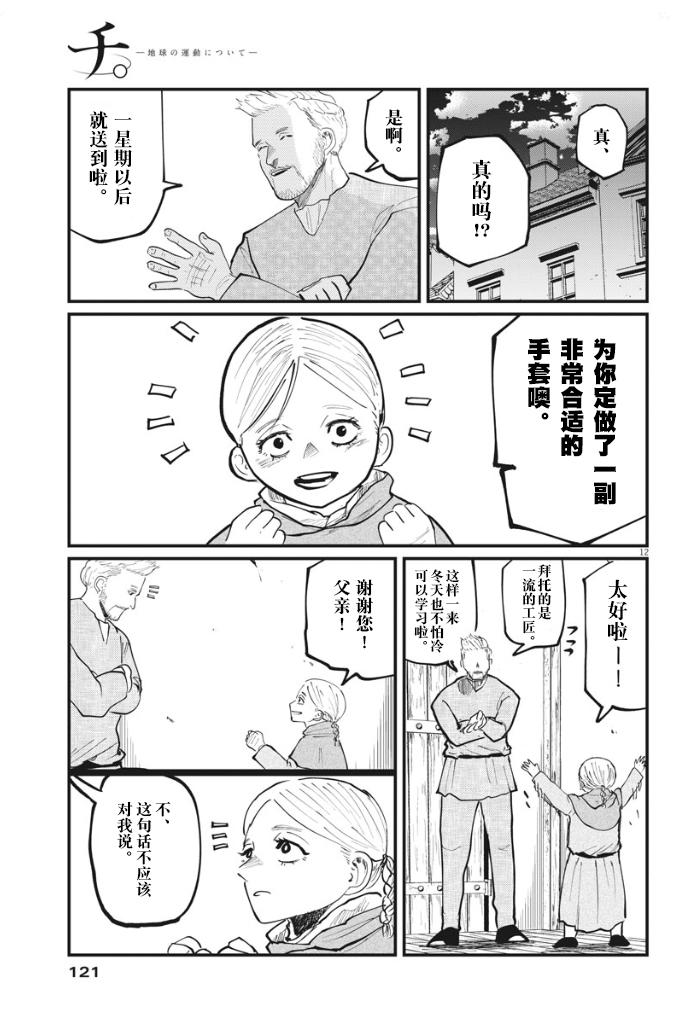 チ。
―地球の運動について―
真、
真的吗!?
是啊。
一星期以后
就送到啦。
为你定做了一副
非常合适的
手套噢。
12
太好啦—！
拜托的是
一流的工匠。
这样一来
冬天也不怕冷
可以学习啦。
谢谢您！
父亲！
不、
这句话不应该
对我说。
121